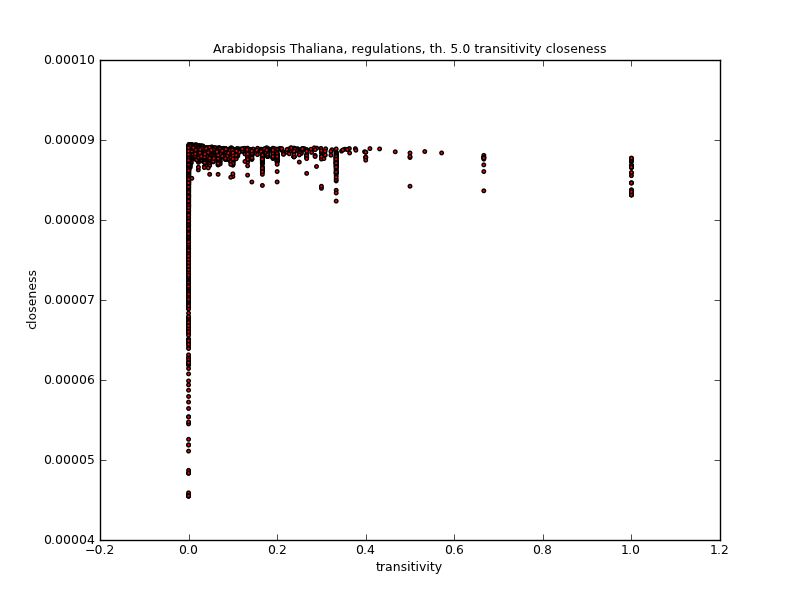 Arabidopsis Thaliana, regulations, th. 5.0 transitivity closeness
0.00010
0.00009
0.00008
0.00007
0.00006
0.00005
0.00004
closeness
−0.2 0.0 0.2 0.4 0.6 0.8 1.0 1.2
transitivity